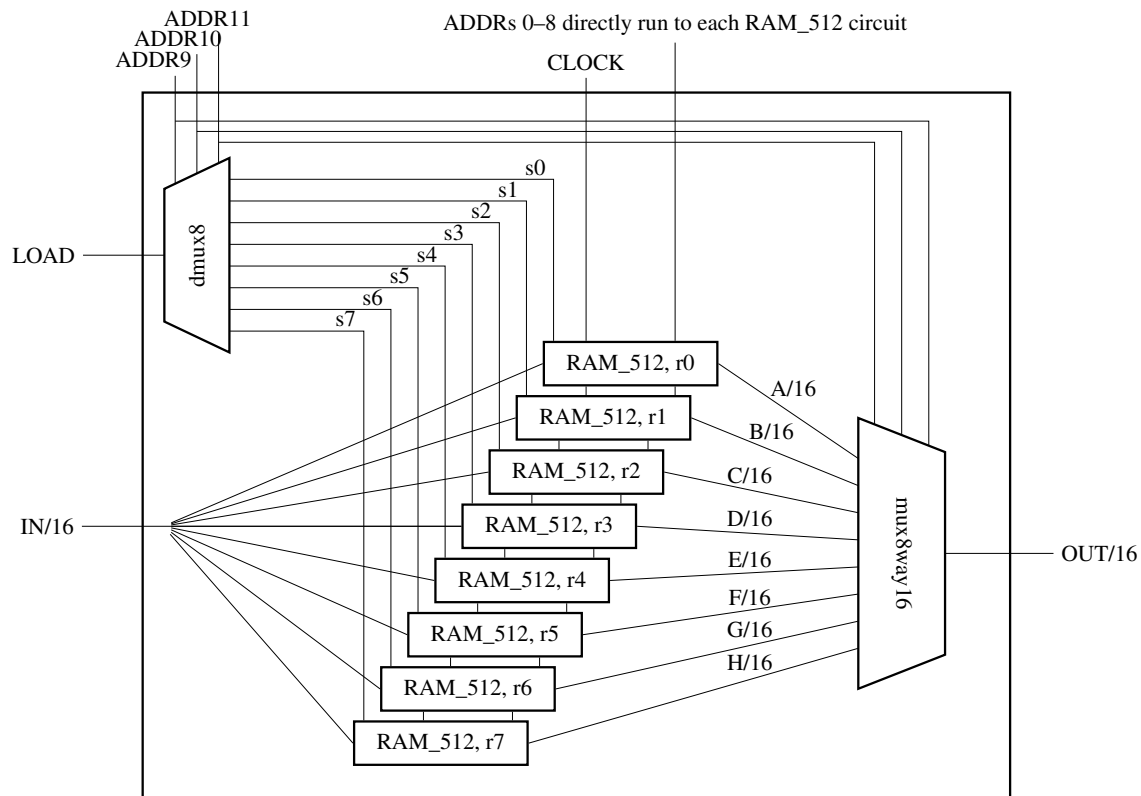 ADDR11
ADDR10
ADDR9
ADDRs 0–8 directly run to each RAM_512 circuit
CLOCK
s0
s1
s2
s3
s4
s5
s6
s7
dmux8
LOAD
RAM_512, r0
RAM_512, r1
RAM_512, r2
RAM_512, r3
RAM_512, r4
RAM_512, r5
RAM_512, r6
RAM_512, r7
IN/16
A/16
B/16
C/16
D/16
E/16
F/16
G/16
H/16
mux8way16
OUT/16